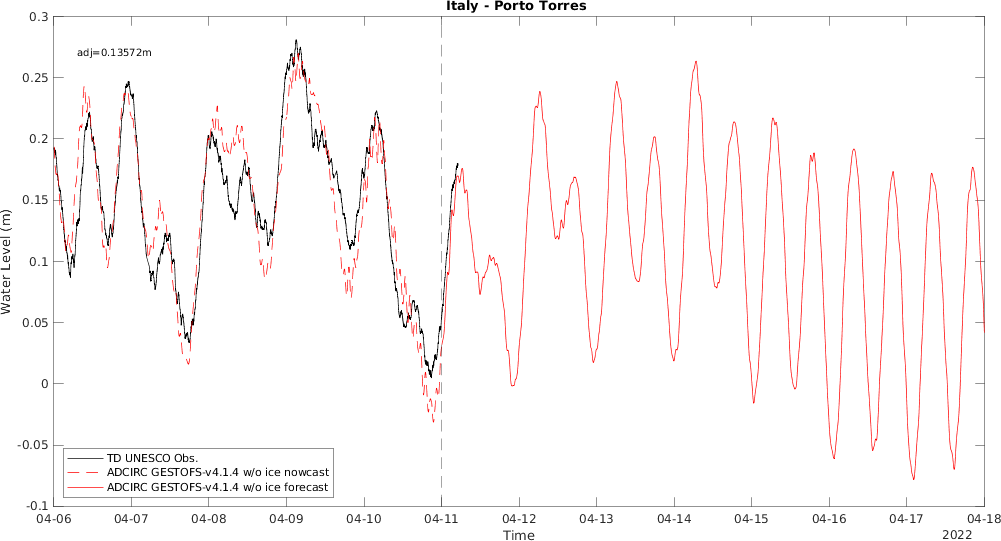 Italy - Porto Torres
adj=0.13572m
0.3
0.25
0.2
0.15
0.1
0.05
0
-0.05
-0.1
Water Level (m)
TD UNESCO Obs.
ADCIRC GESTOFS-v4.1.4 w/o ice nowcast
ADCIRC GESTOFS-v4.1.4 w/o ice forecast
04-06 04-07 04-08 04-09 04-10 04-11 04-12 04-13 04-14 04-15 04-16 04-17 04-18
Time
2022